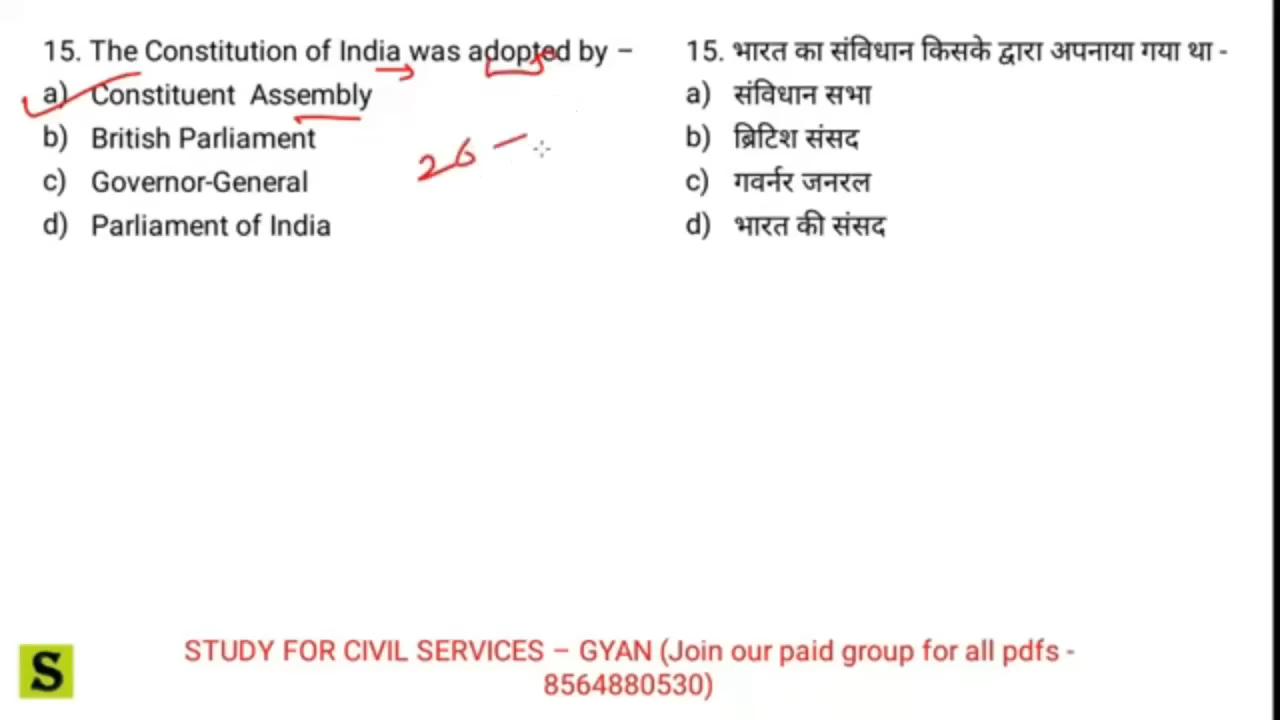 15. The Constitution of India was adopted by –
a) Constituent Assembly
b) British Parliament
c) Governor-General
d) Parliament of India
26 –
15. भारत का संविधान किसके द्वारा अपनाया गया था -
a) संविधान सभा
b) ब्रिटिश संसद
c) गवर्नर जनरल
d) भारत की संसद
S
STUDY FOR CIVIL SERVICES – GYAN (Join our paid group for all pdfs -
8564880530)